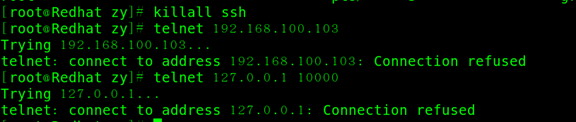 [root@Redhat zy]# killall ssh
[root@Redhat zy]# telnet 192.168.100.103
Trying 192.168.100.103...
telnet: connect to address 192.168.100.103: Connection refused
[root@Redhat zy]# telnet 127.0.0.1 10000
Trying 127.0.0.1...
telnet: connect to address 127.0.0.1: Connection refused